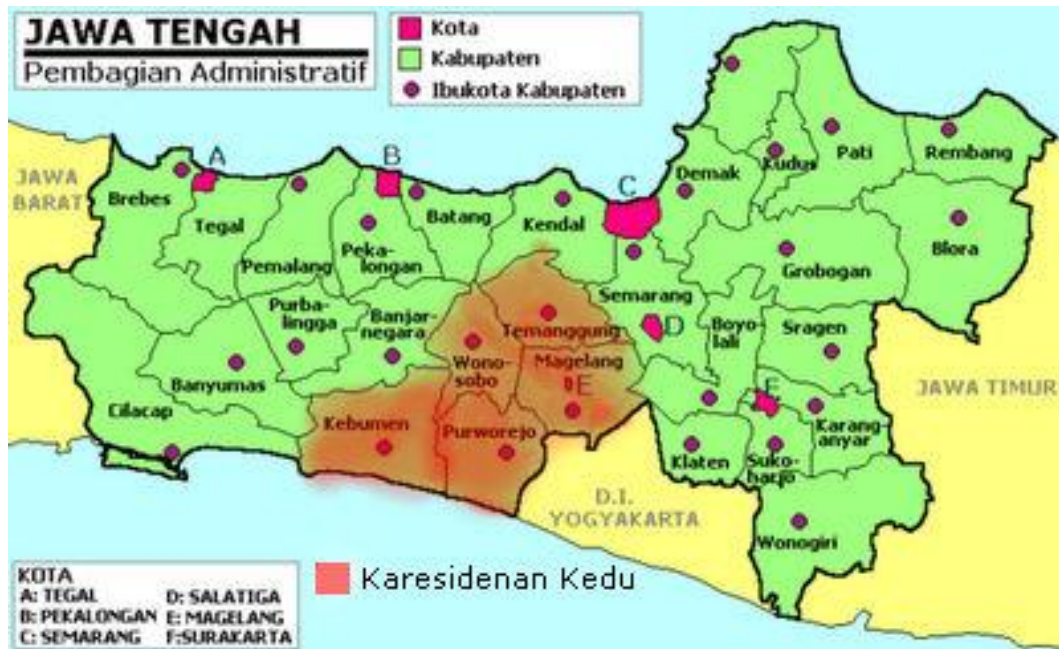 JAWA TENGAH
Pembagian Administratif
Kota
Kabupaten
Ibukota Kabupaten
JAWA
BARAT
A
B
C
Brebes
Tegal
Pemalang
Peka-
longan
Batang
Kendal
Demak
Kudus
Pati
Rembang
Blora
Grobogan
Semarang
D
Boyo-
lali
Sragen
Purba-
lingga
Banjar-
negara
Temanggung
Wono-
sobo
Magelang
E
Banyumas
Cilacap
Kebumen
Purworejo
F
Karang
anyar
Klaten
Suko-
harjo
Wonogiri
JAWA TIMUR
D.I.
YOGYAKARTA
KOTA
A: TEGAL D: SALATIGA
B: PEKALONGAN E: MAGELANG
C: SEMARANG F:SURAKARTA
Karesidenan Kedu